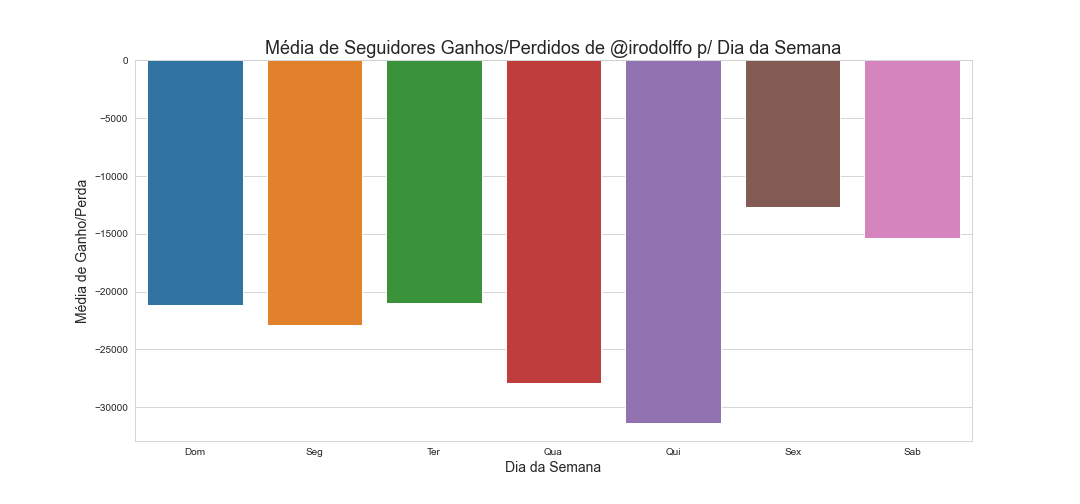 Média de Seguidores Ganhos/Perdidos de @irodolffo p/ Dia da Semana
Média de Ganho/Perda
0
−5000
−10000
−15000
−20000
−25000
−30000
Dom Seg Ter Qua Qui Sex Sab
Dia da Semana